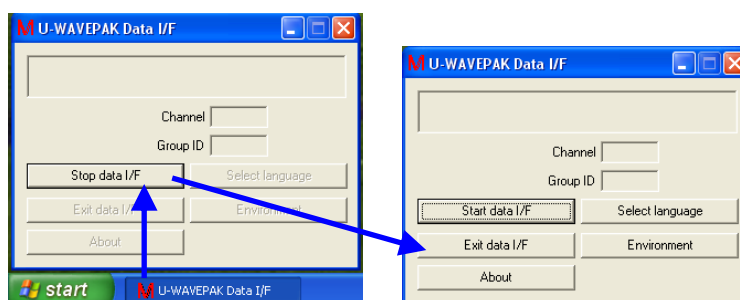 M U-WAVEPAK Data I/F
Channel
Group ID
Stop data I/F Select language
Exit data I/F Environment
About
start M U-WAVEPAK Data I/F
M U-WAVEPAK Data I/F
Channel
Group ID
Start data I/F Select language
Exit data I/F Environment
About